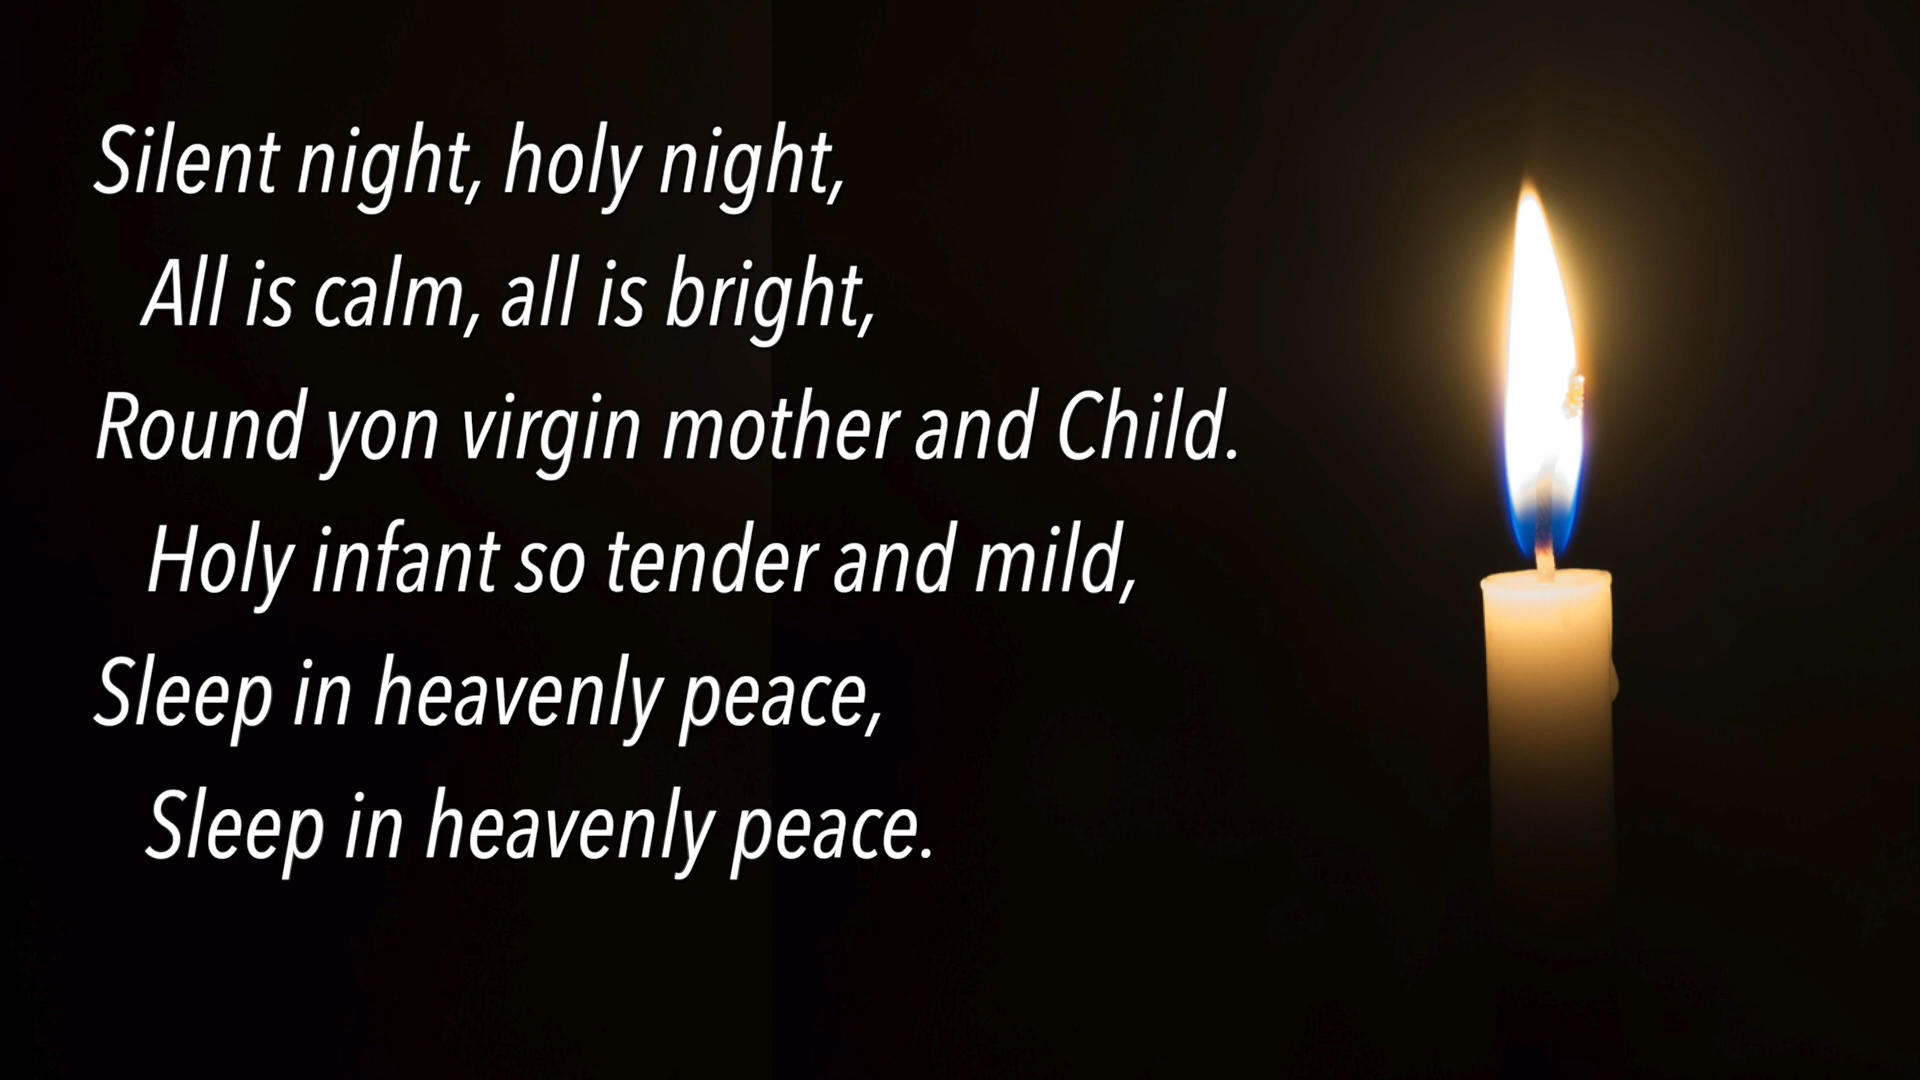 Silent night, holy night,
All is calm, all is bright,
Round yon virgin mother and Child.
Holy infant so tender and mild,
Sleep in heavenly peace,
Sleep in heavenly peace.